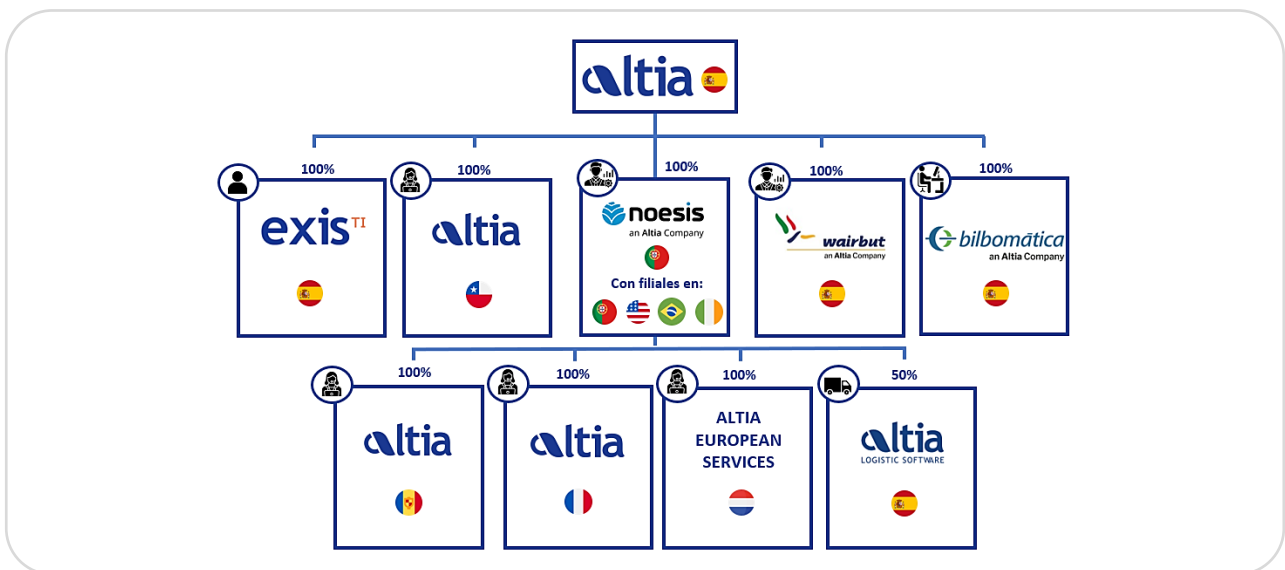 altia
100%
100%
100%
100%
100%
exis TI
altia
noesis
an Altia Company
Con filiales en:
wairbut
an Altia Company
bilbomática
an Altia Company
100%
100%
100%
50%
altia
altia
ALTIA
EUROPEAN
SERVICES
altia
LOGISTIC SOFTWARE